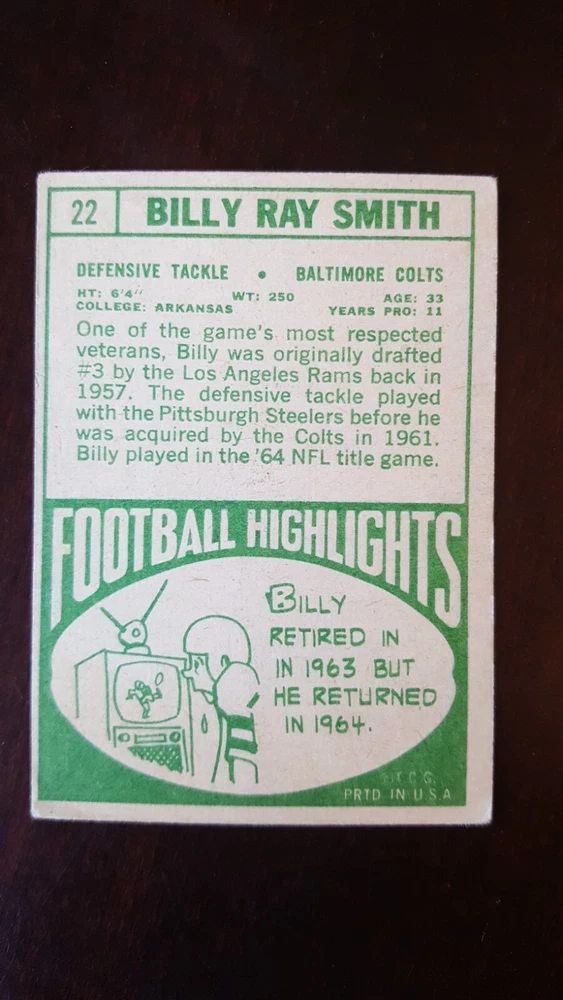 22 BILLY RAY SMITH
DEFENSIVE TACKLE • BALTIMORE COLTS
HT: 6'4" WT: 250 AGE: 33
COLLEGE: ARKANSAS YEARS PRO: 11
One of the game's most respected
veterans, Billy was originally drafted
#3 by the Los Angeles Rams back in
1957. The defensive tackle played
with the Pittsburgh Steelers before he
was acquired by the Colts in 1961.
Billy played in the '64 NFL title game.
FOOTBALL HIGHLIGHTS
BILLY
RETIRED IN
IN 1963 BUT
HE RETURNED
IN 1964.
©T.C.G.
PRTD. IN U.S.A.